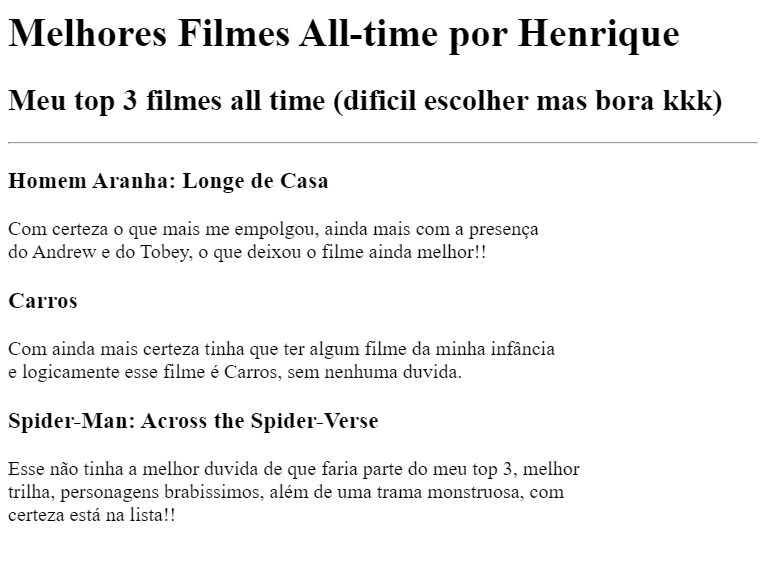 Melhores Filmes All-time por Henrique
Meu top 3 filmes all time (dificil escolher mas bora kkk)
Homem Aranha: Longe de Casa
Com certeza o que mais me empolgou, ainda mais com a presença
do Andrew e do Tobey, o que deixou o filme ainda melhor!!
Carros
Com ainda mais certeza tinha que ter algum filme da minha infância
e logicamente esse filme é Carros, sem nenhuma duvida.
Spider-Man: Across the Spider-Verse
Esse não tinha a melhor duvida de que faria parte do meu top 3, melhor
trilha, personagens brabissimos, além de uma trama monstruosa, com
certeza está na lista!!